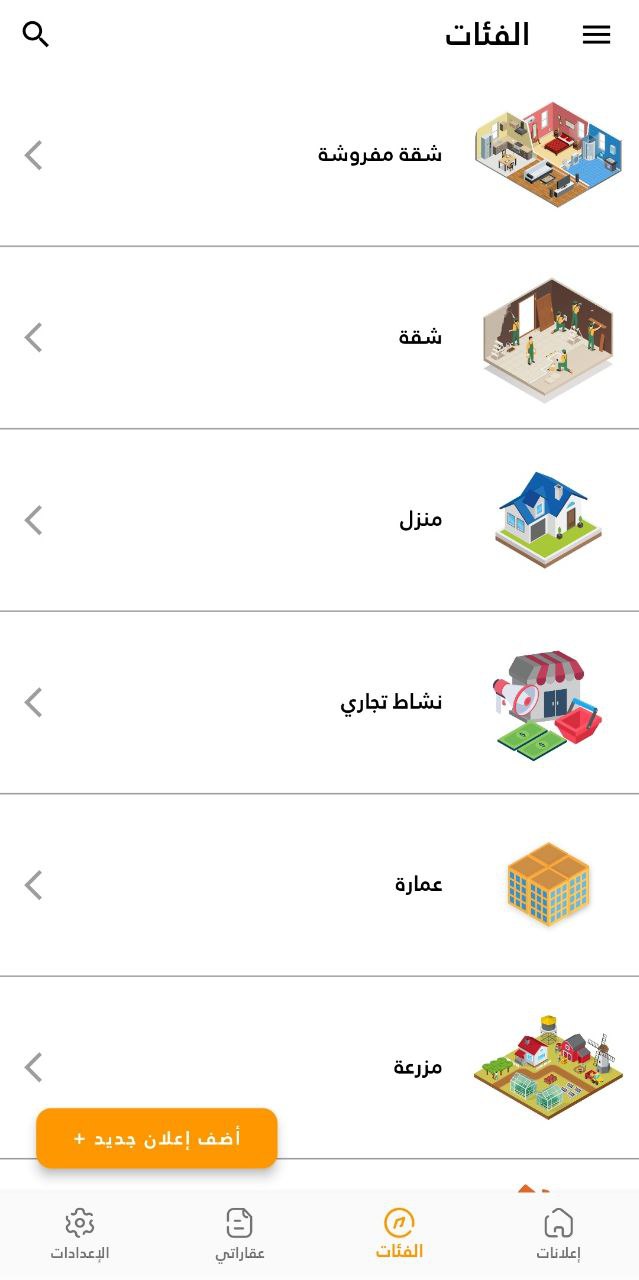 الفئات
شقة مفروشة
شقة
منزل
نشاط تجاري
عمارة
مزرعة
أضف إعلان جديد +
إعلانات
الفئات
عقاراتي
الإعدادات